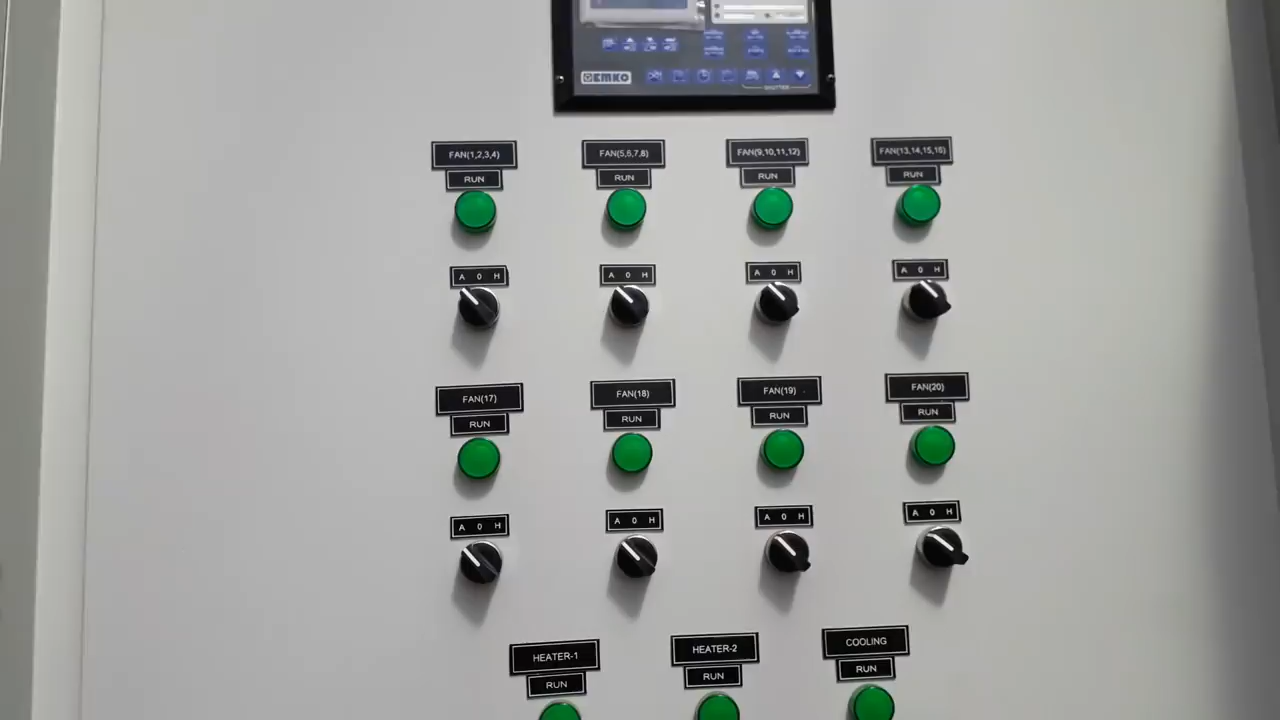 EMKO
SHUTTER
FAN(1,2,3,4)
RUN
FAN(5,6,7,8)
RUN
FAN(9,10,11,12)
RUN
FAN(13,14,15,16)
RUN
A 0 H
A 0 H
A 0 H
A 0 H
FAN(17)
RUN
FAN(18)
RUN
FAN(19)
RUN
FAN(20)
RUN
A 0 H
A 0 H
A 0 H
A 0 H
HEATER-1
RUN
HEATER-2
RUN
COOLING
RUN